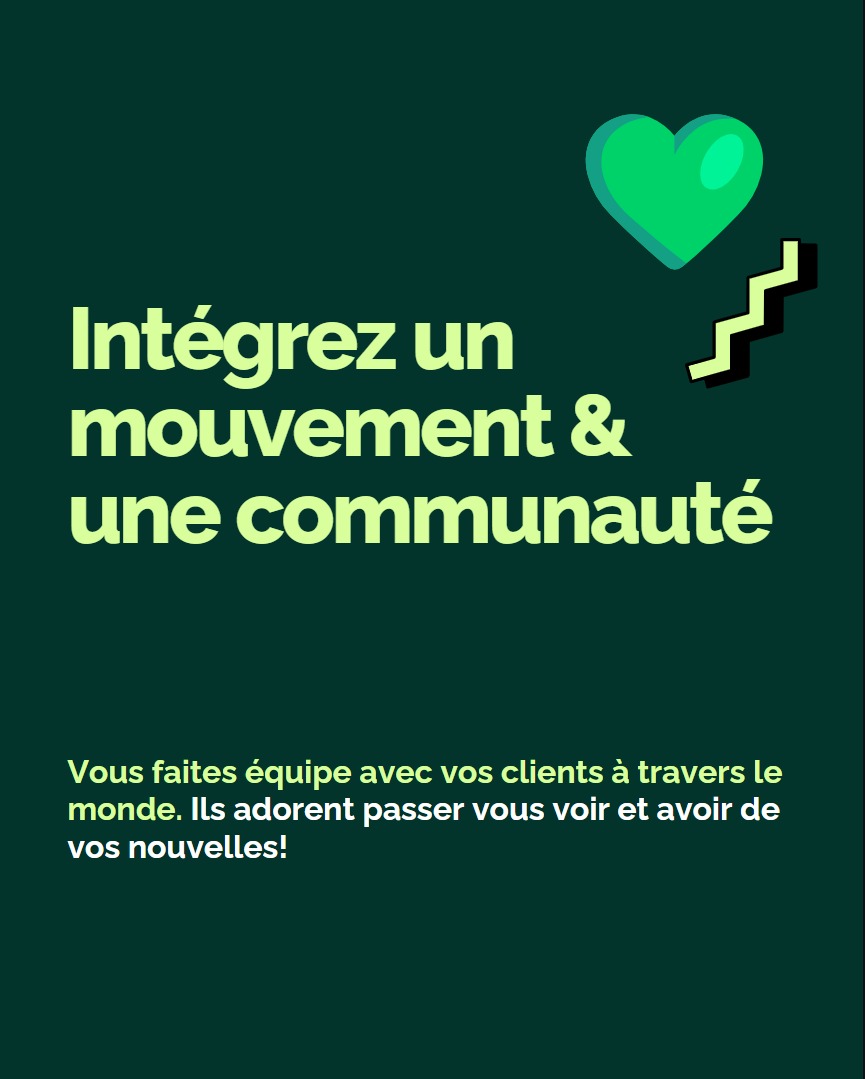 Intégrez un
mouvement &
une communauté
Vous faites équipe avec vos clients à travers le
monde. Ils adorent passer vous voir et avoir de
vos nouvelles!